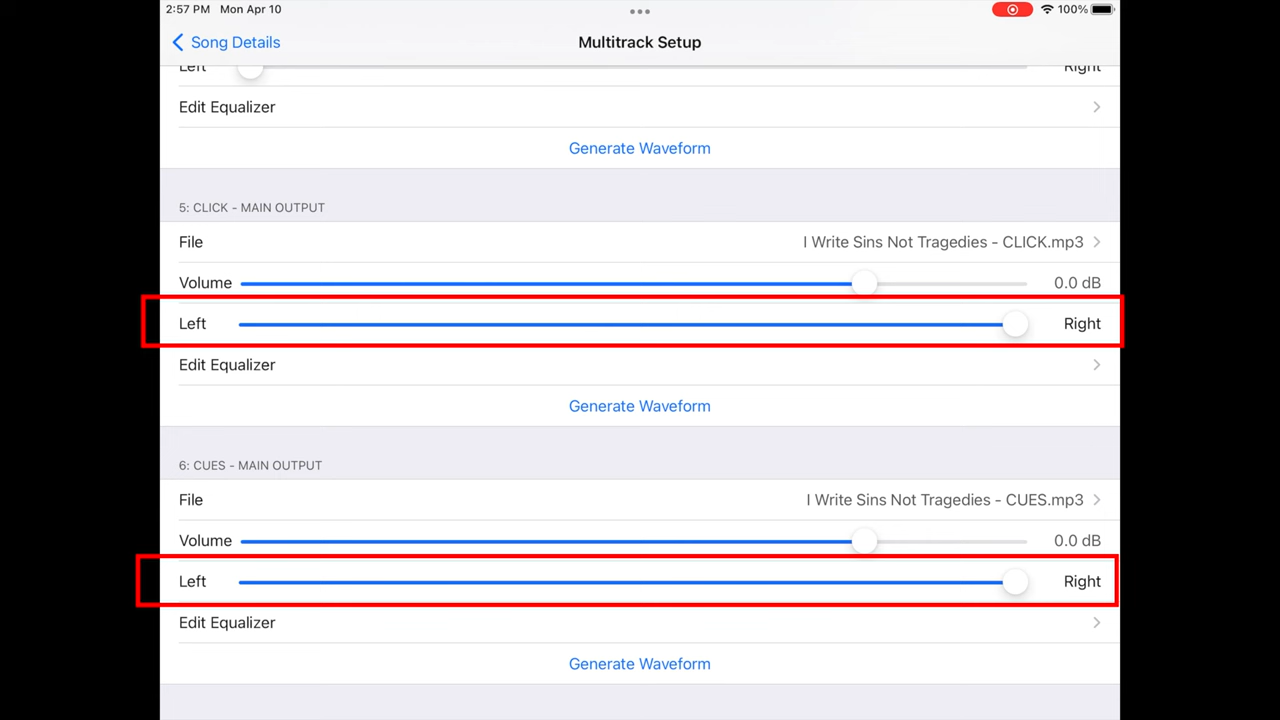 2:57 PM Mon Apr 10 100%
Song Details Multitrack Setup
Left Right
Edit Equalizer
Generate Waveform
5: CLICK - MAIN OUTPUT
File I Write Sins Not Tragedies - CLICK.mp3
Volume 0.0 dB
Left Right
Edit Equalizer
Generate Waveform
6: CUES - MAIN OUTPUT
File I Write Sins Not Tragedies - CUES.mp3
Volume 0.0 dB
Left Right
Edit Equalizer
Generate Waveform